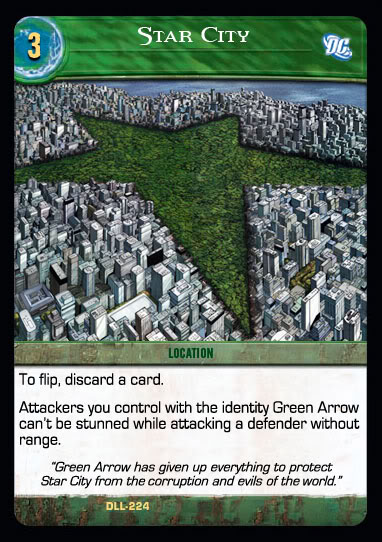 3
STAR CITY
DC
LOCATION
To flip, discard a card.
Attackers you control with the identity Green Arrow
can't be stunned while attacking a defender without
range.
“Green Arrow has given up everything to protect
Star City from the corruption and evils of the world.”
DLL-224